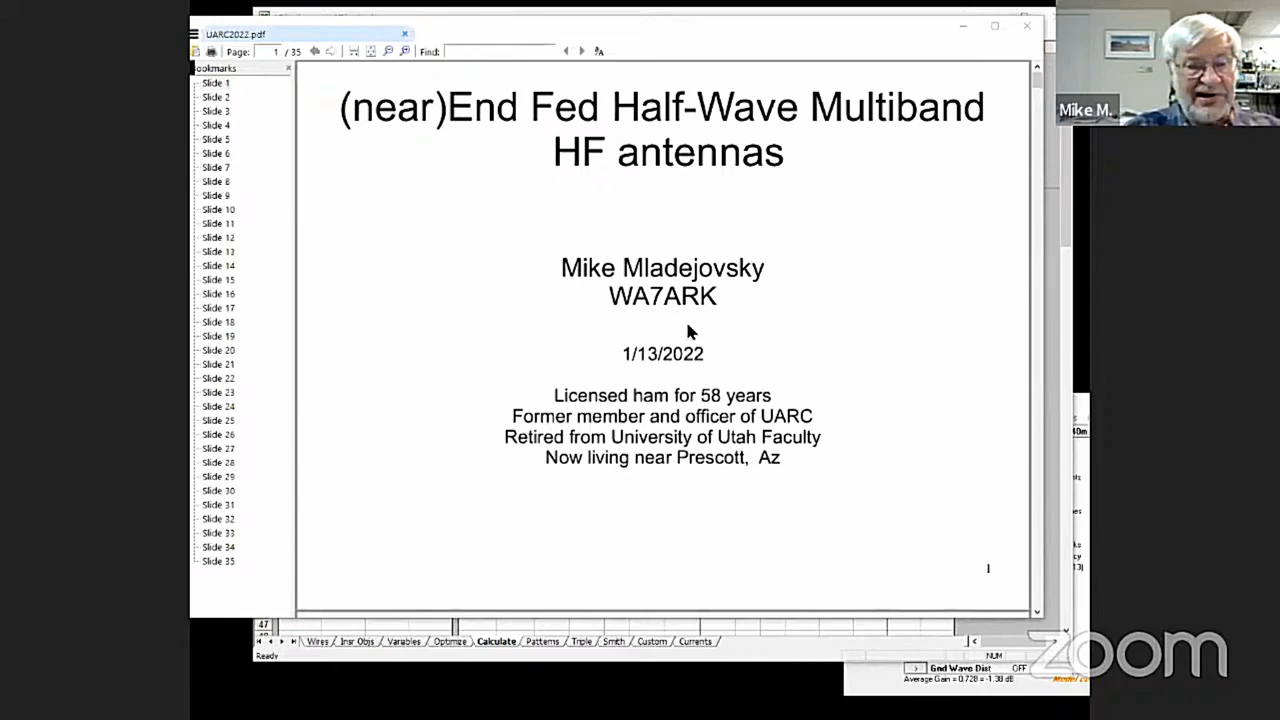 UARC2022.pdf
Page: 1 / 35
Find:
ookmarks
Slide 1
Slide 2
Slide 3
Slide 4
Slide 5
Slide 6
Slide 7
Slide 8
Slide 9
Slide 10
Slide 11
Slide 12
Slide 13
Slide 14
Slide 15
Slide 16
Slide 17
Slide 18
Slide 19
Slide 20
Slide 21
Slide 22
Slide 23
Slide 24
Slide 25
Slide 26
Slide 27
Slide 28
Slide 29
Slide 30
Slide 31
Slide 32
Slide 33
Slide 34
Slide 35
(near)End Fed Half-Wave Multiband
HF antennas
Mike Mladejovsky
WA7ARK
1/13/2022
Licensed ham for 58 years
Former member and officer of UARC
Retired from University of Utah Faculty
Now living near Prescott, Az
1
Mike M.
47
Wires / Insr Objs / Variables / Optimize / Calculate / Patterns / Triple / Smith / Custom / Currents
Ready
NUM
Gnd Wave Dist OFF
Average Gain = 0.728 = -1.38 dB
zoom